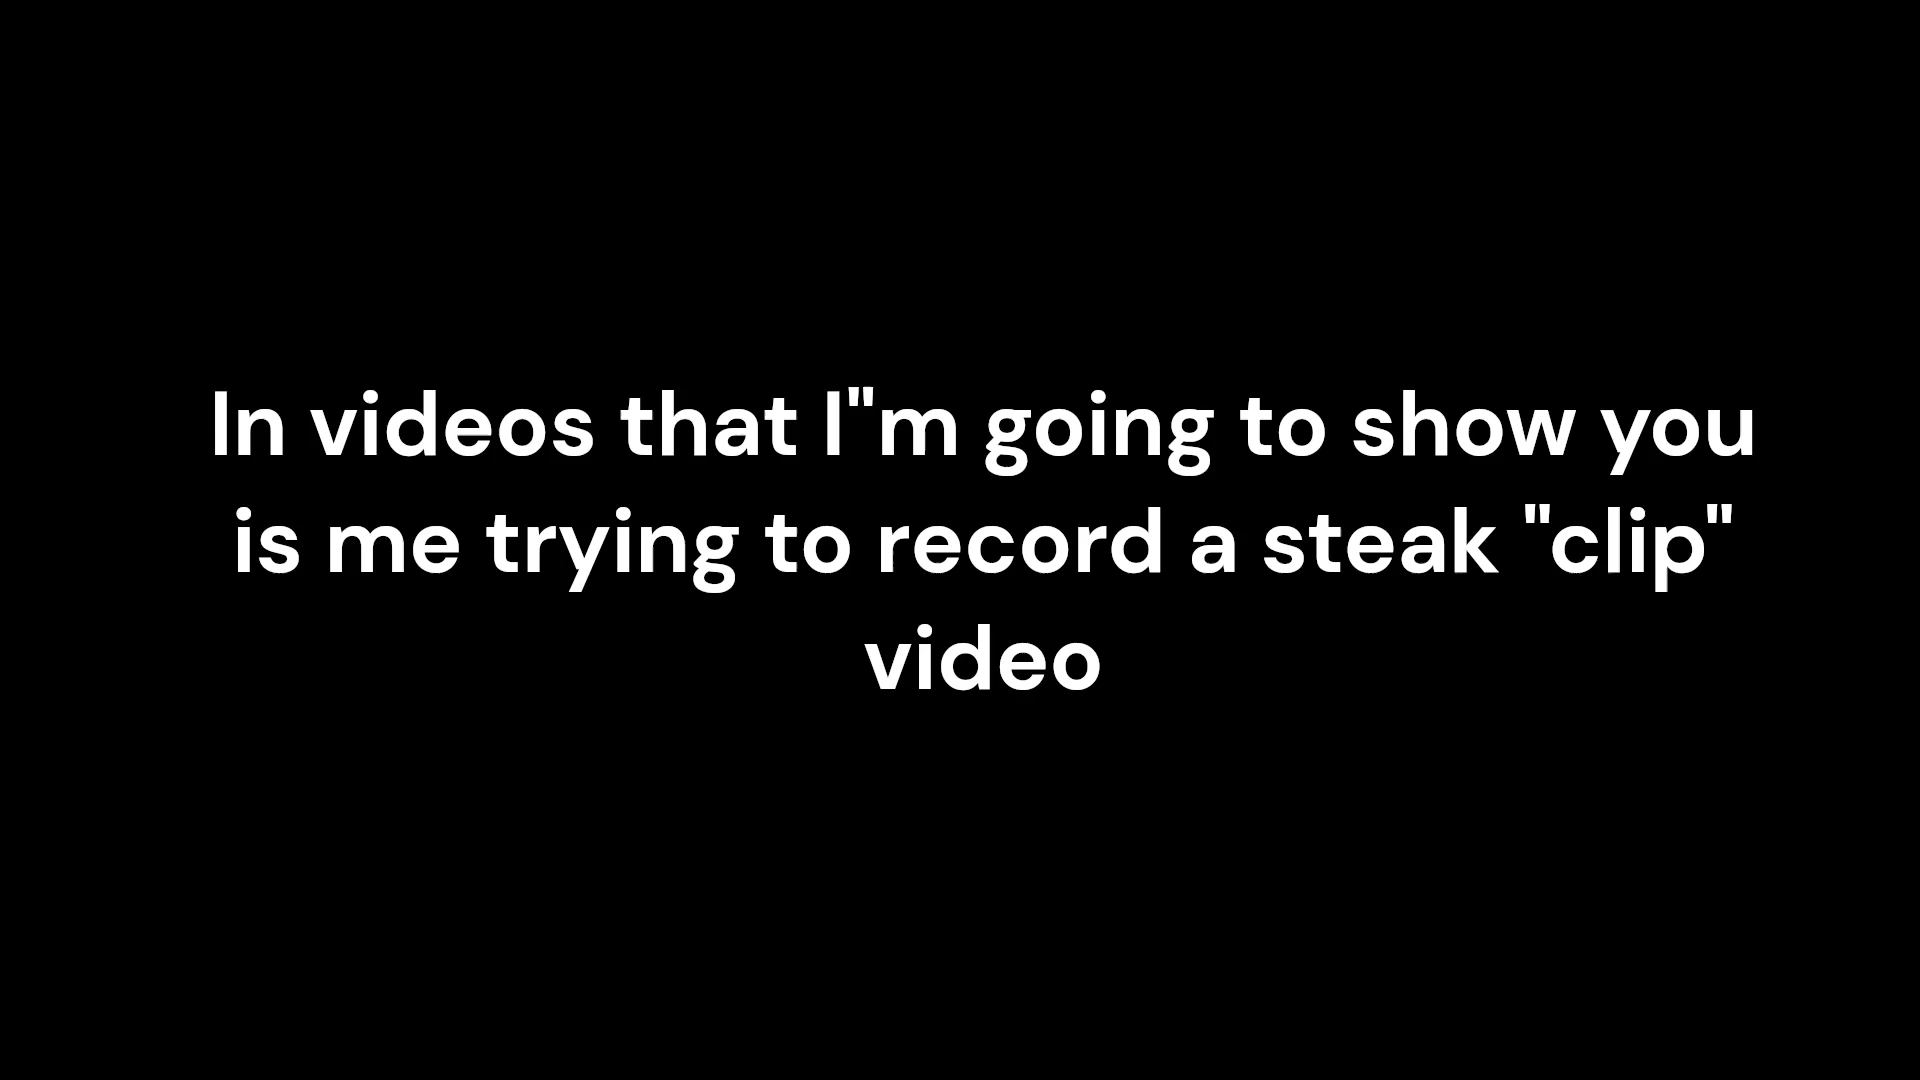 In videos that I"m going to show you
is me trying to record a steak "clip"
video